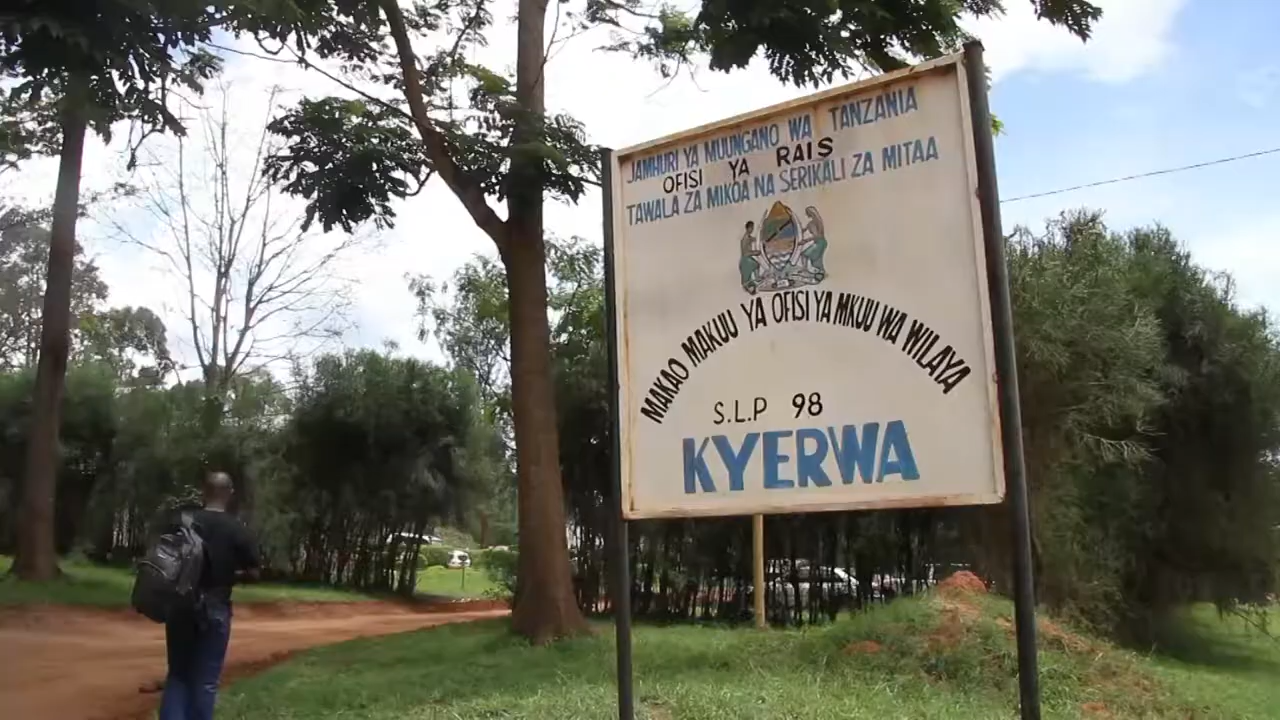 JAMHURI YA MUUNGANO WA TANZANIA
OFISI YA RAIS
TAWALA ZA MIKOA NA SERIKALI ZA MITAA
MAKAO MAKUU YA OFISI YA MKUU WA WILAYA
S.L.P 98
KYERWA